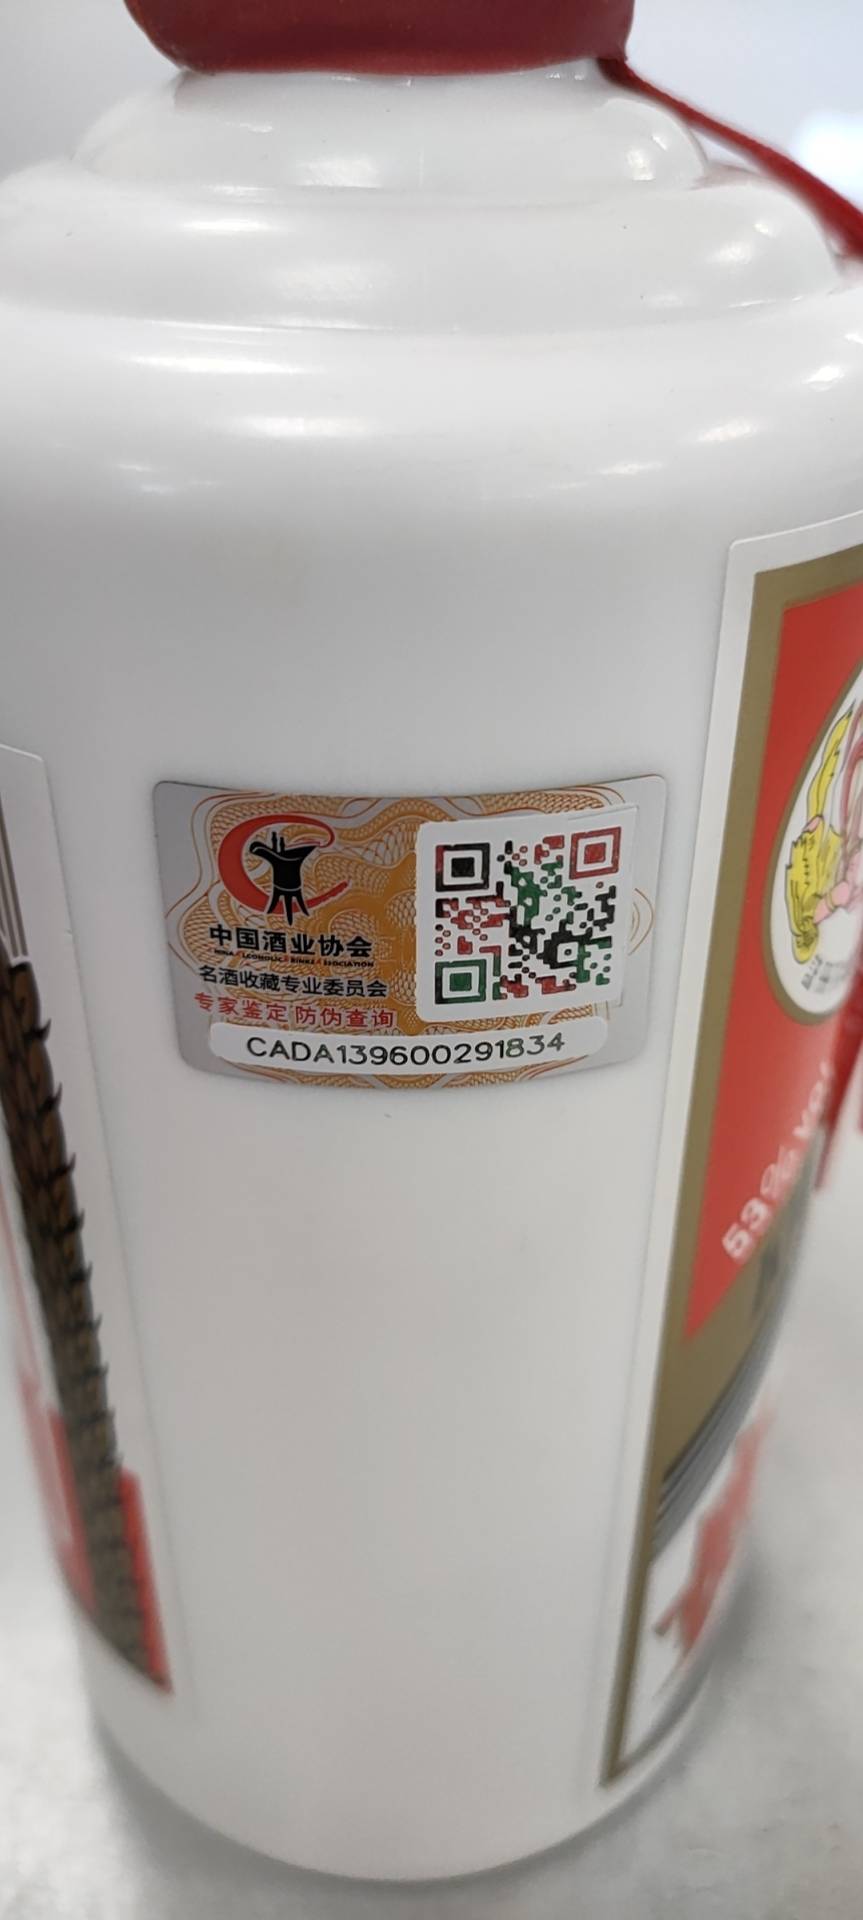 中国酒业协会
名酒收藏专业委员会
专家鉴定 防伪查询
CADA139600291834
53%